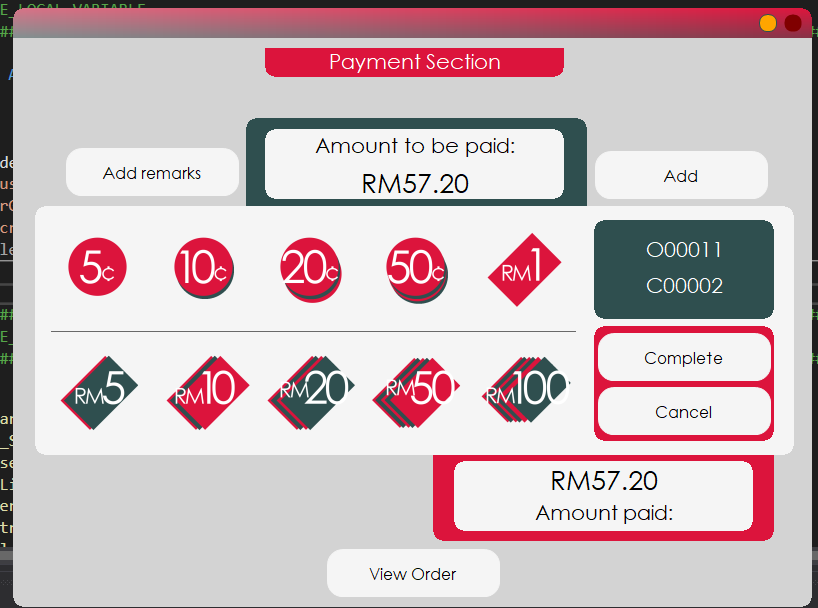 E_LOCAL_VARIABLE
Payment Section
Amount to be paid:
RM57.20
Add remarks
Add
5¢
10¢
20¢
50¢
RM1
O00011
C00002
RM5
RM10
RM20
RM50
RM100
Complete
Cancel
RM57.20
Amount paid:
View Order